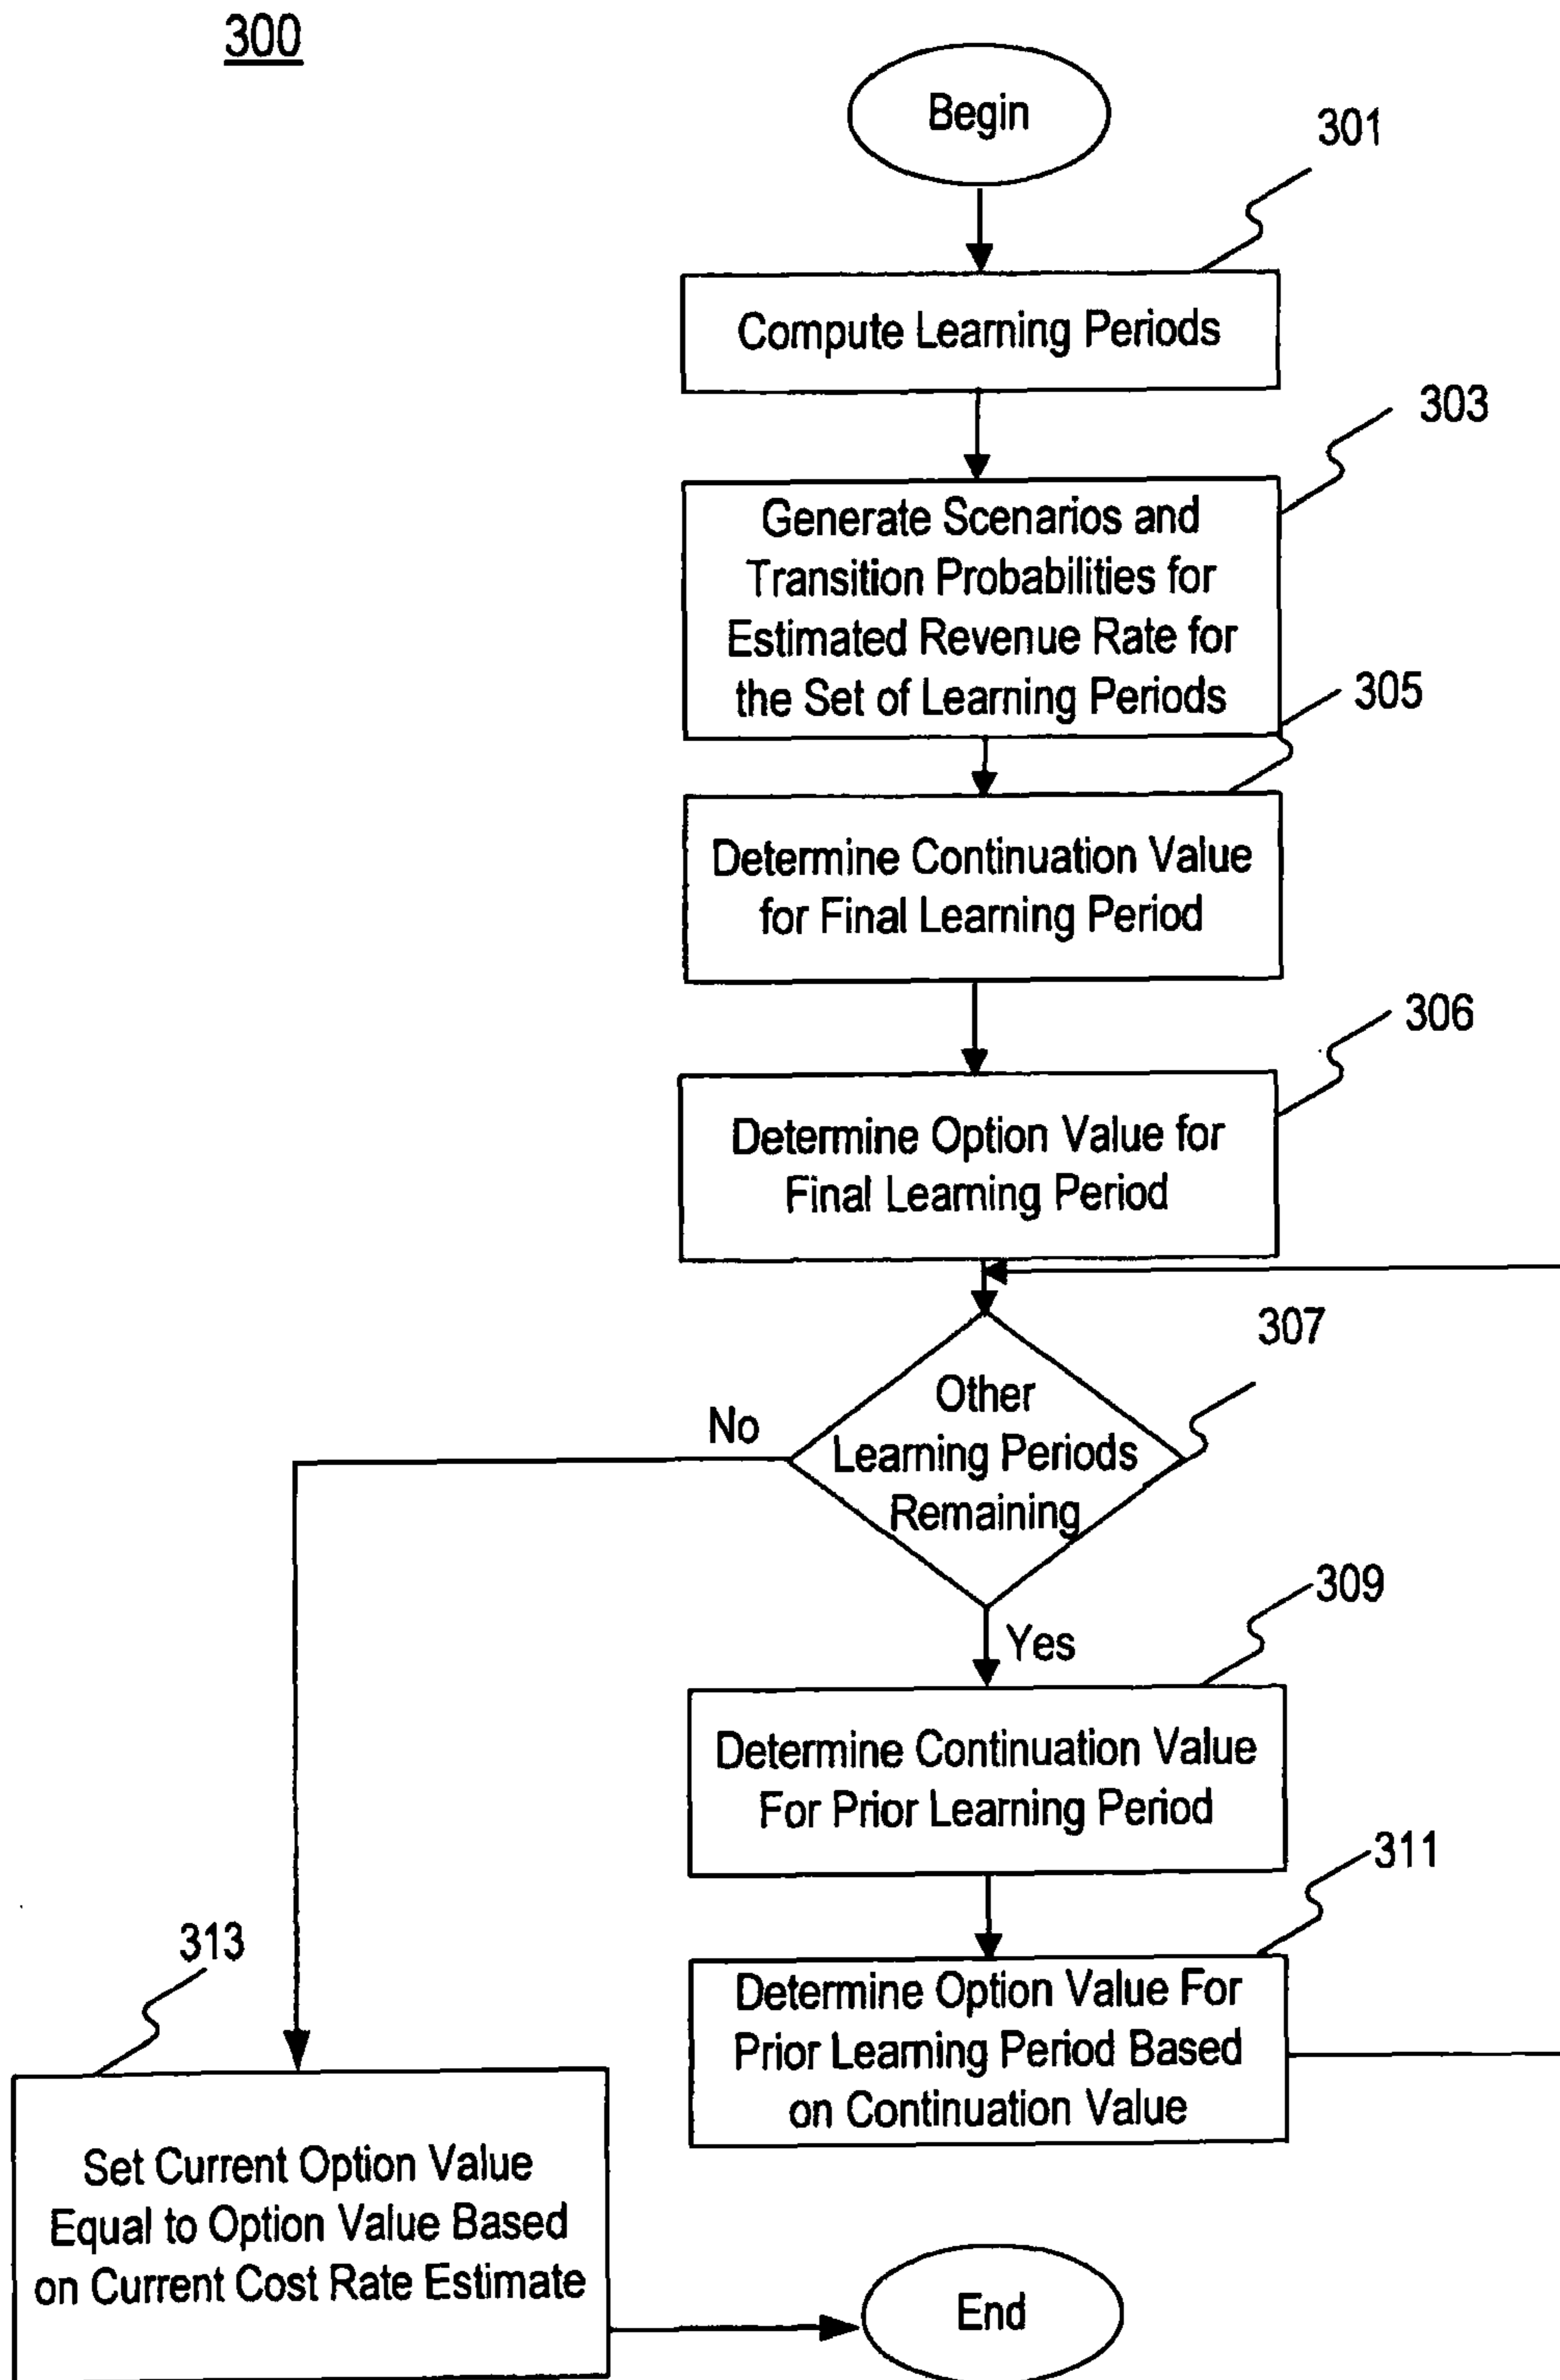 300
Begin
301
Compute Learning Periods
303
Generate Scenarios and
Transition Probabilities for
Estimated Revenue Rate for
the Set of Learning Periods
305
Determine Continuation Value
for Final Learning Period
306
Determine Option Value for
Final Learning Period
307
Other
Learning Periods
Remaining
No
Yes
309
Determine Continuation Value
For Prior Learning Period
311
Determine Option Value For
Prior Learning Period Based
on Continuation Value
313
Set Current Option Value
Equal to Option Value Based
on Current Cost Rate Estimate
End